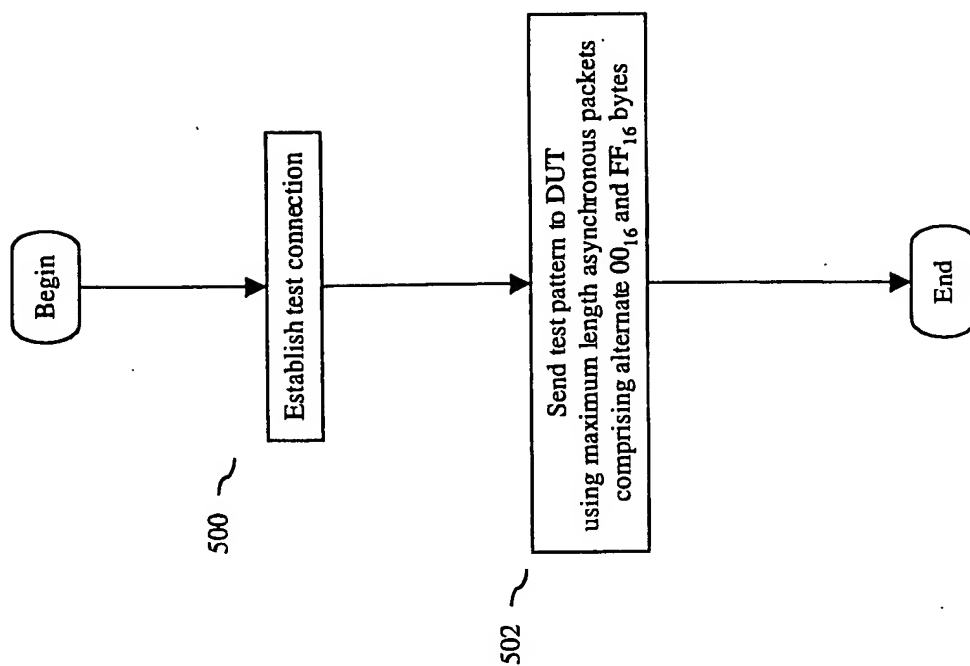 Begin
500
Establish test connection
502
Send test pattern to DUT
using maximum length asynchronous packets
comprising alternate 00₁₆ and FF₁₆ bytes
End